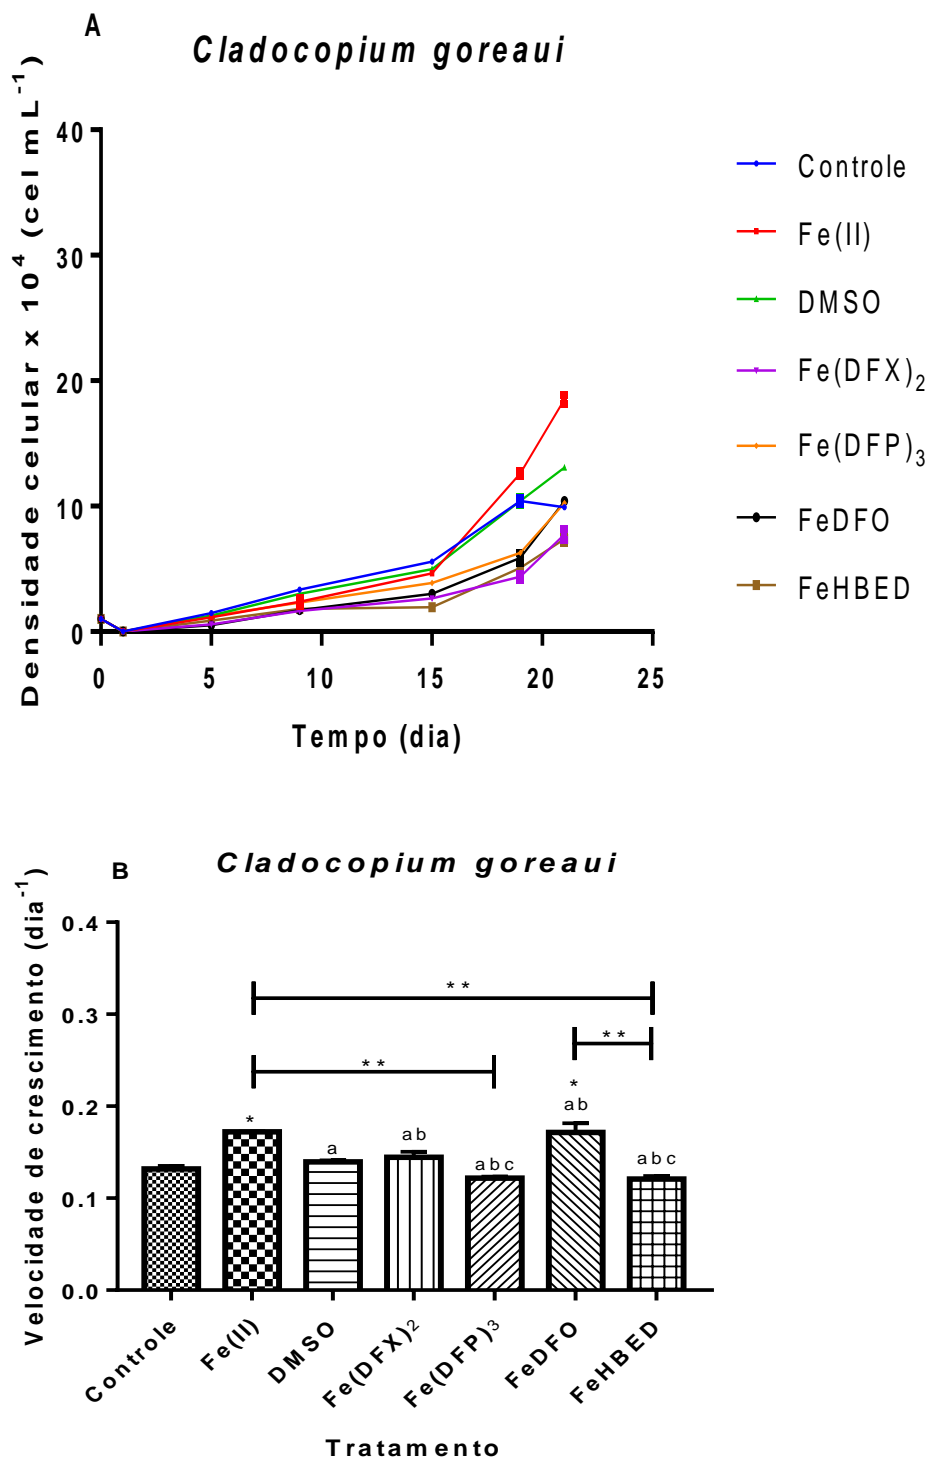 A
Cladocopium goreaui
Densidade celular x 10⁴ (cel mL⁻¹)
40
30
20
10
0
0 5 10 15 20 25
Tempo (dia)
Controle
Fe(II)
DMSO
Fe(DFX)₂
Fe(DFP)₃
FeDFO
FeHBED
B
Cladocopium goreaui
Velocidade de crescimento (dia⁻¹)
0.4
0.3
0.2
0.1
0.0
**
**
**
*
a
ab
abc
*
ab
abc
Controle
Fe(II)
DMSO
Fe(DFX)²
Fe(DFP)³
FeDFO
FeHBED
Tratamento